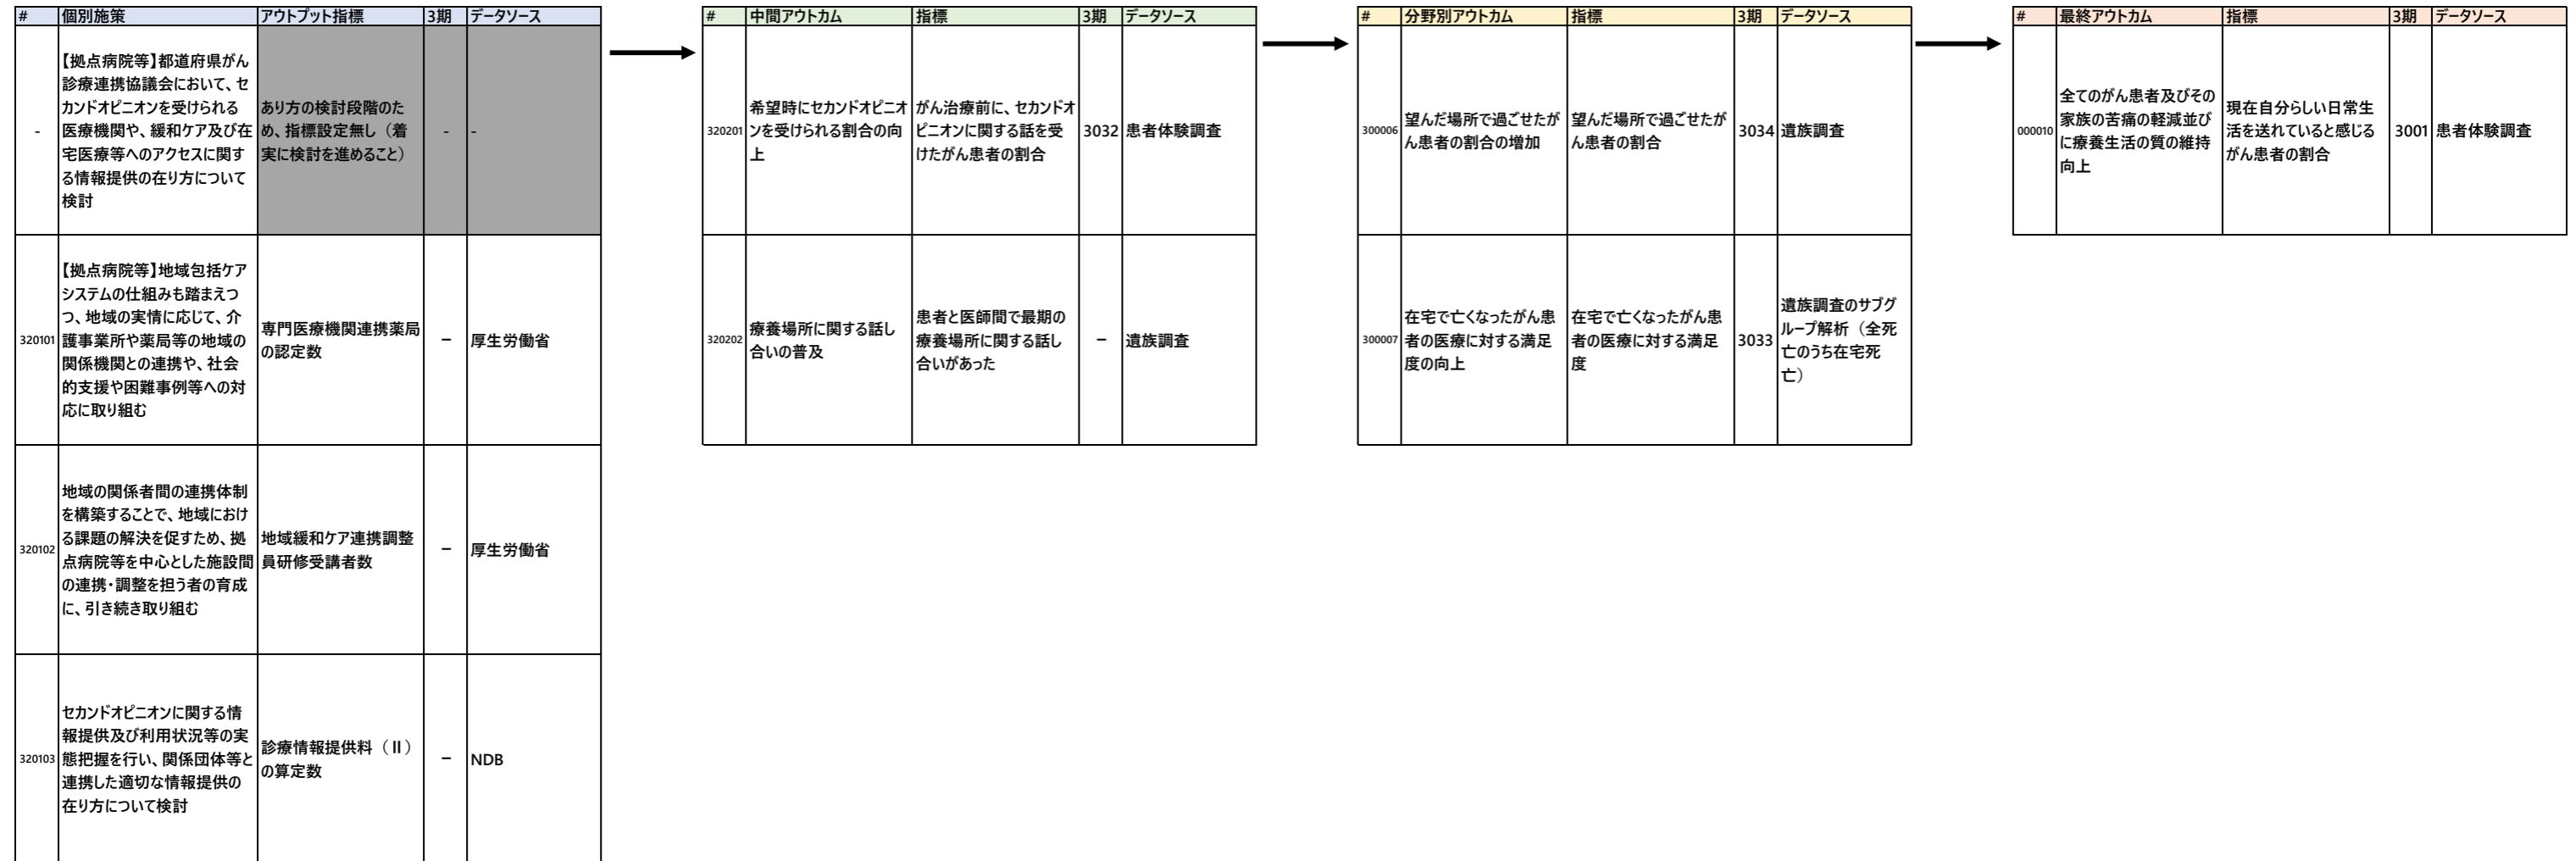 # 個別施策 アウトプット指標 3期 データソース
-
【拠点病院等】都道府県がん
診療連携協議会において、セ
カンドオピニオンを受けられる
医療機関や、緩和ケア及び在
宅医療等へのアクセスに関す
る情報提供の在り方について
検討
あり方の検討段階のた
め、指標設定無し（着
実に検討を進めること）
-
-
320101
【拠点病院等】地域包括ケア
システムの仕組みも踏まえつ
つ、地域の実情に応じて、介
護事業所や薬局等の地域の
関係機関との連携や、社会
的支援や困難事例等への対
応に取り組む
専門医療機関連携薬局
の認定数
－
厚生労働省
320102
地域の関係者間の連携体制
を構築することで、地域におけ
る課題の解決を促すため、拠
点病院等を中心とした施設間
の連携・調整を担う者の育成
に、引き続き取り組む
地域緩和ケア連携調整
員研修受講者数
－
厚生労働省
320103
セカンドオピニオンに関する情
報提供及び利用状況等の実
態把握を行い、関係団体等と
連携した適切な情報提供の
在り方について検討
診療情報提供料（Ⅱ）
の算定数
－
NDB
# 中間アウトカム 指標 3期 データソース
320201
希望時にセカンドオピニオ
ンを受けられる割合の向
上
がん治療前に、セカンドオ
ピニオンに関する話を受
けたがん患者の割合
3032
患者体験調査
320202
療養場所に関する話し
合いの普及
患者と医師間で最期の
療養場所に関する話し
合いがあった
－
遺族調査
# 分野別アウトカム 指標 3期 データソース
300006
望んだ場所で過ごせたが
ん患者の割合の増加
望んだ場所で過ごせたが
ん患者の割合
3034
遺族調査
300007
在宅で亡くなったがん患
者の医療に対する満足
度の向上
在宅で亡くなったがん患
者の医療に対する満足
度
3033
遺族調査のサブグ
ループ解析（全死
亡のうち在宅死
亡）
# 最終アウトカム 指標 3期 データソース
000010
全てのがん患者及びその
家族の苦痛の軽減並び
に療養生活の質の維持
向上
現在自分らしい日常生
活を送れていると感じる
がん患者の割合
3001
患者体験調査